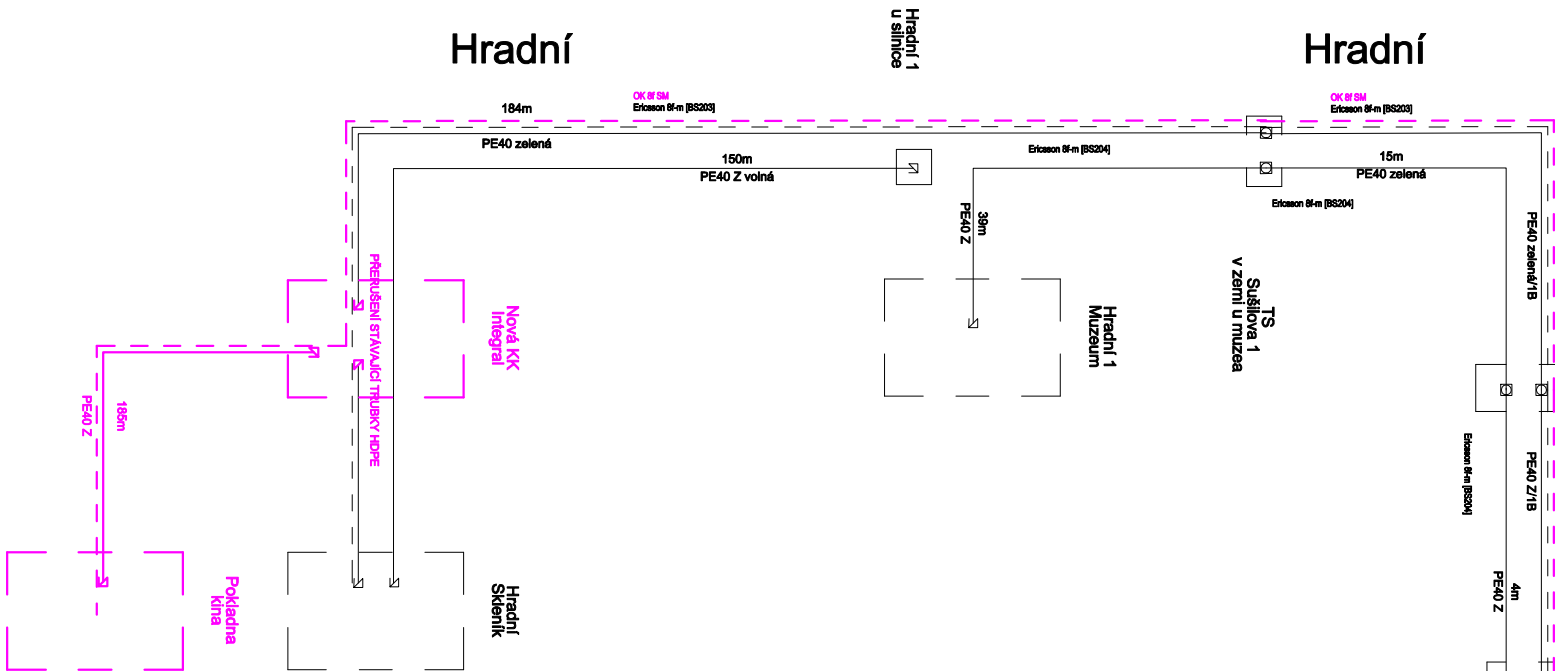 Hradní
Hradní 1
u silnice
Hradní
184m
OK 8f SM
Ericsson 8f-m [BS203]
PE40 zelená
150m
PE40 Z volná
Ericsson 8f-m [BS204]
OK 8f SM
Ericsson 8f-m [BS203]
15m
PE40 zelená
Ericsson 8f-m [BS204]
39m
PE40 Z
PE40 zelená/1B
TS
Sušilova 1
v zemi u muzea
PŘERUŠENÍ STÁVAJÍCÍ TRUBKY HDPE
Nová KK
Integral
Hradní 1
Muzeum
185m
PE40 Z
Ericsson 8f-m [BS204]
PE40 Z/1B
4m
PE40 Z
Pokladna
kina
Hradní
Skleník